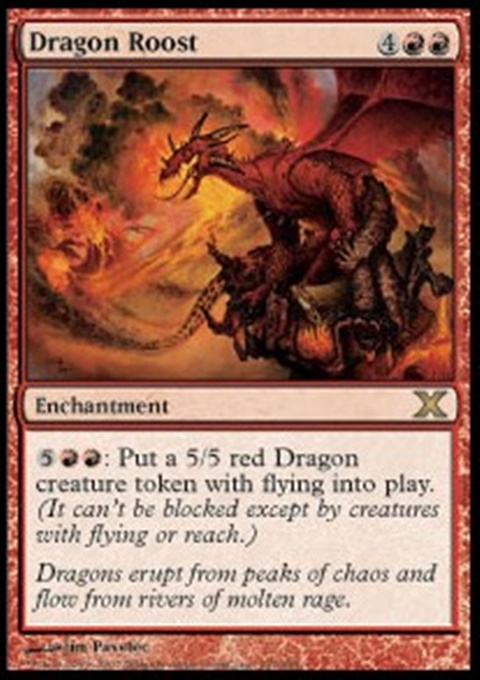 Dragon Roost 4
Enchantment X
5: Put a 5/5 red Dragon
creature token with flying into play.
(It can't be blocked except by creatures
with flying or reach.)
Dragons erupt from peaks of chaos and
flow from rivers of molten rage.